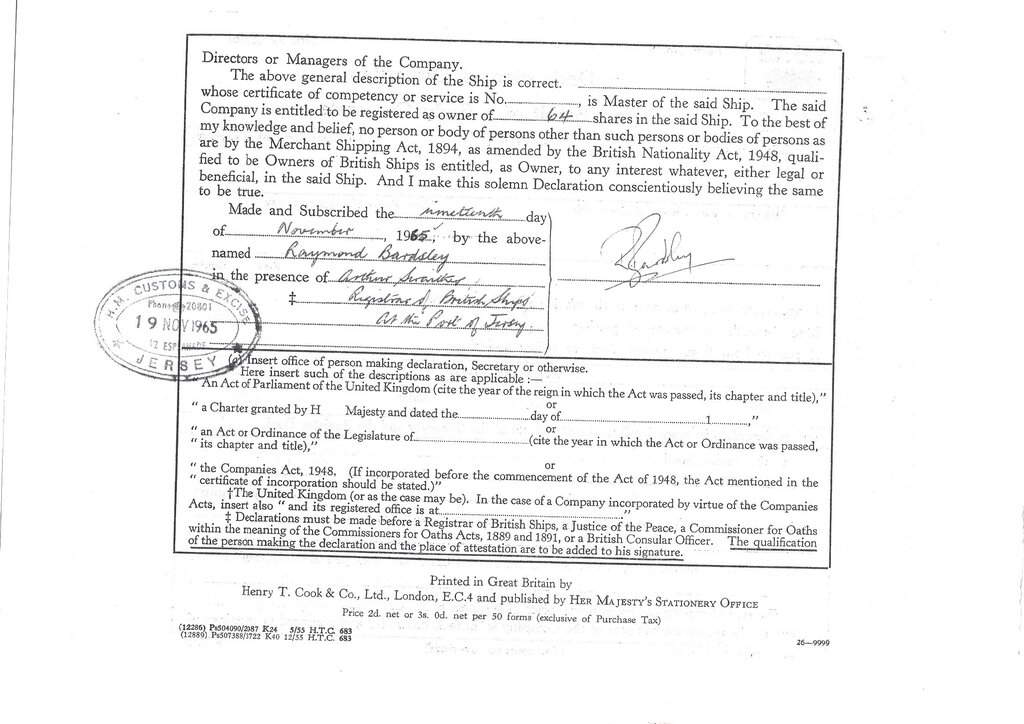 Directors or Managers of the Company.
The above general description of the Ship is correct.
whose certificate of competency or service is No. , is Master of the said Ship. The said
Company is entitled to be registered as owner of 64 shares in the said Ship. To the best of
my knowledge and belief, no person or body of persons other than such persons or bodies of persons as
are by the Merchant Shipping Act, 1894, as amended by the British Nationality Act, 1948, quali-
fied to be Owners of British Ships is entitled, as Owner, to any interest whatever, either legal or
beneficial, in the said Ship. And I make this solemn Declaration conscientiously believing the same
to be true.
Made and Subscribed the nineteenth day
of November , 1965, by the above-
named Raymond Bardsley
RBardsley
in the presence of Arthur
‡ Registrar of British Ships
At the Port of Jersey.
H.M. CUSTOMS & EXCISE
Phone 20801
19 NOV 1965
12 ESPLANADE
JERSEY
(a) Insert office of person making declaration, Secretary or otherwise.
Here insert such of the descriptions as are applicable :—
"An Act of Parliament of the United Kingdom (cite the year of the reign in which the Act was passed, its chapter and title),"
or
" a Charter granted by H Majesty and dated the day of 1 ,"
or
" an Act or Ordinance of the Legislature of (cite the year in which the Act or Ordinance was passed,
" its chapter and title),"
or
" the Companies Act, 1948. (If incorporated before the commencement of the Act of 1948, the Act mentioned in the
" certificate of incorporation should be stated.)"
†The United Kingdom (or as the case may be). In the case of a Company incorporated by virtue of the Companies
Acts, insert also " and its registered office is at ."
‡ Declarations must be made before a Registrar of British Ships, a Justice of the Peace, a Commissioner for Oaths
within the meaning of the Commissioners for Oaths Acts, 1889 and 1891, or a British Consular Officer. The qualification
of the person making the declaration and the place of attestation are to be added to his signature.
Printed in Great Britain by
Henry T. Cook & Co., Ltd., London, E.C.4 and published by HER MAJESTY'S STATIONERY OFFICE
Price 2d. net or 3s. 0d. net per 50 forms (exclusive of Purchase Tax)
(12286) Ps504090/2087 K24 5/55 H.T.C. 683
(12889) Ps507388/1722 K40 12/55 H.T.C. 683
26—9999